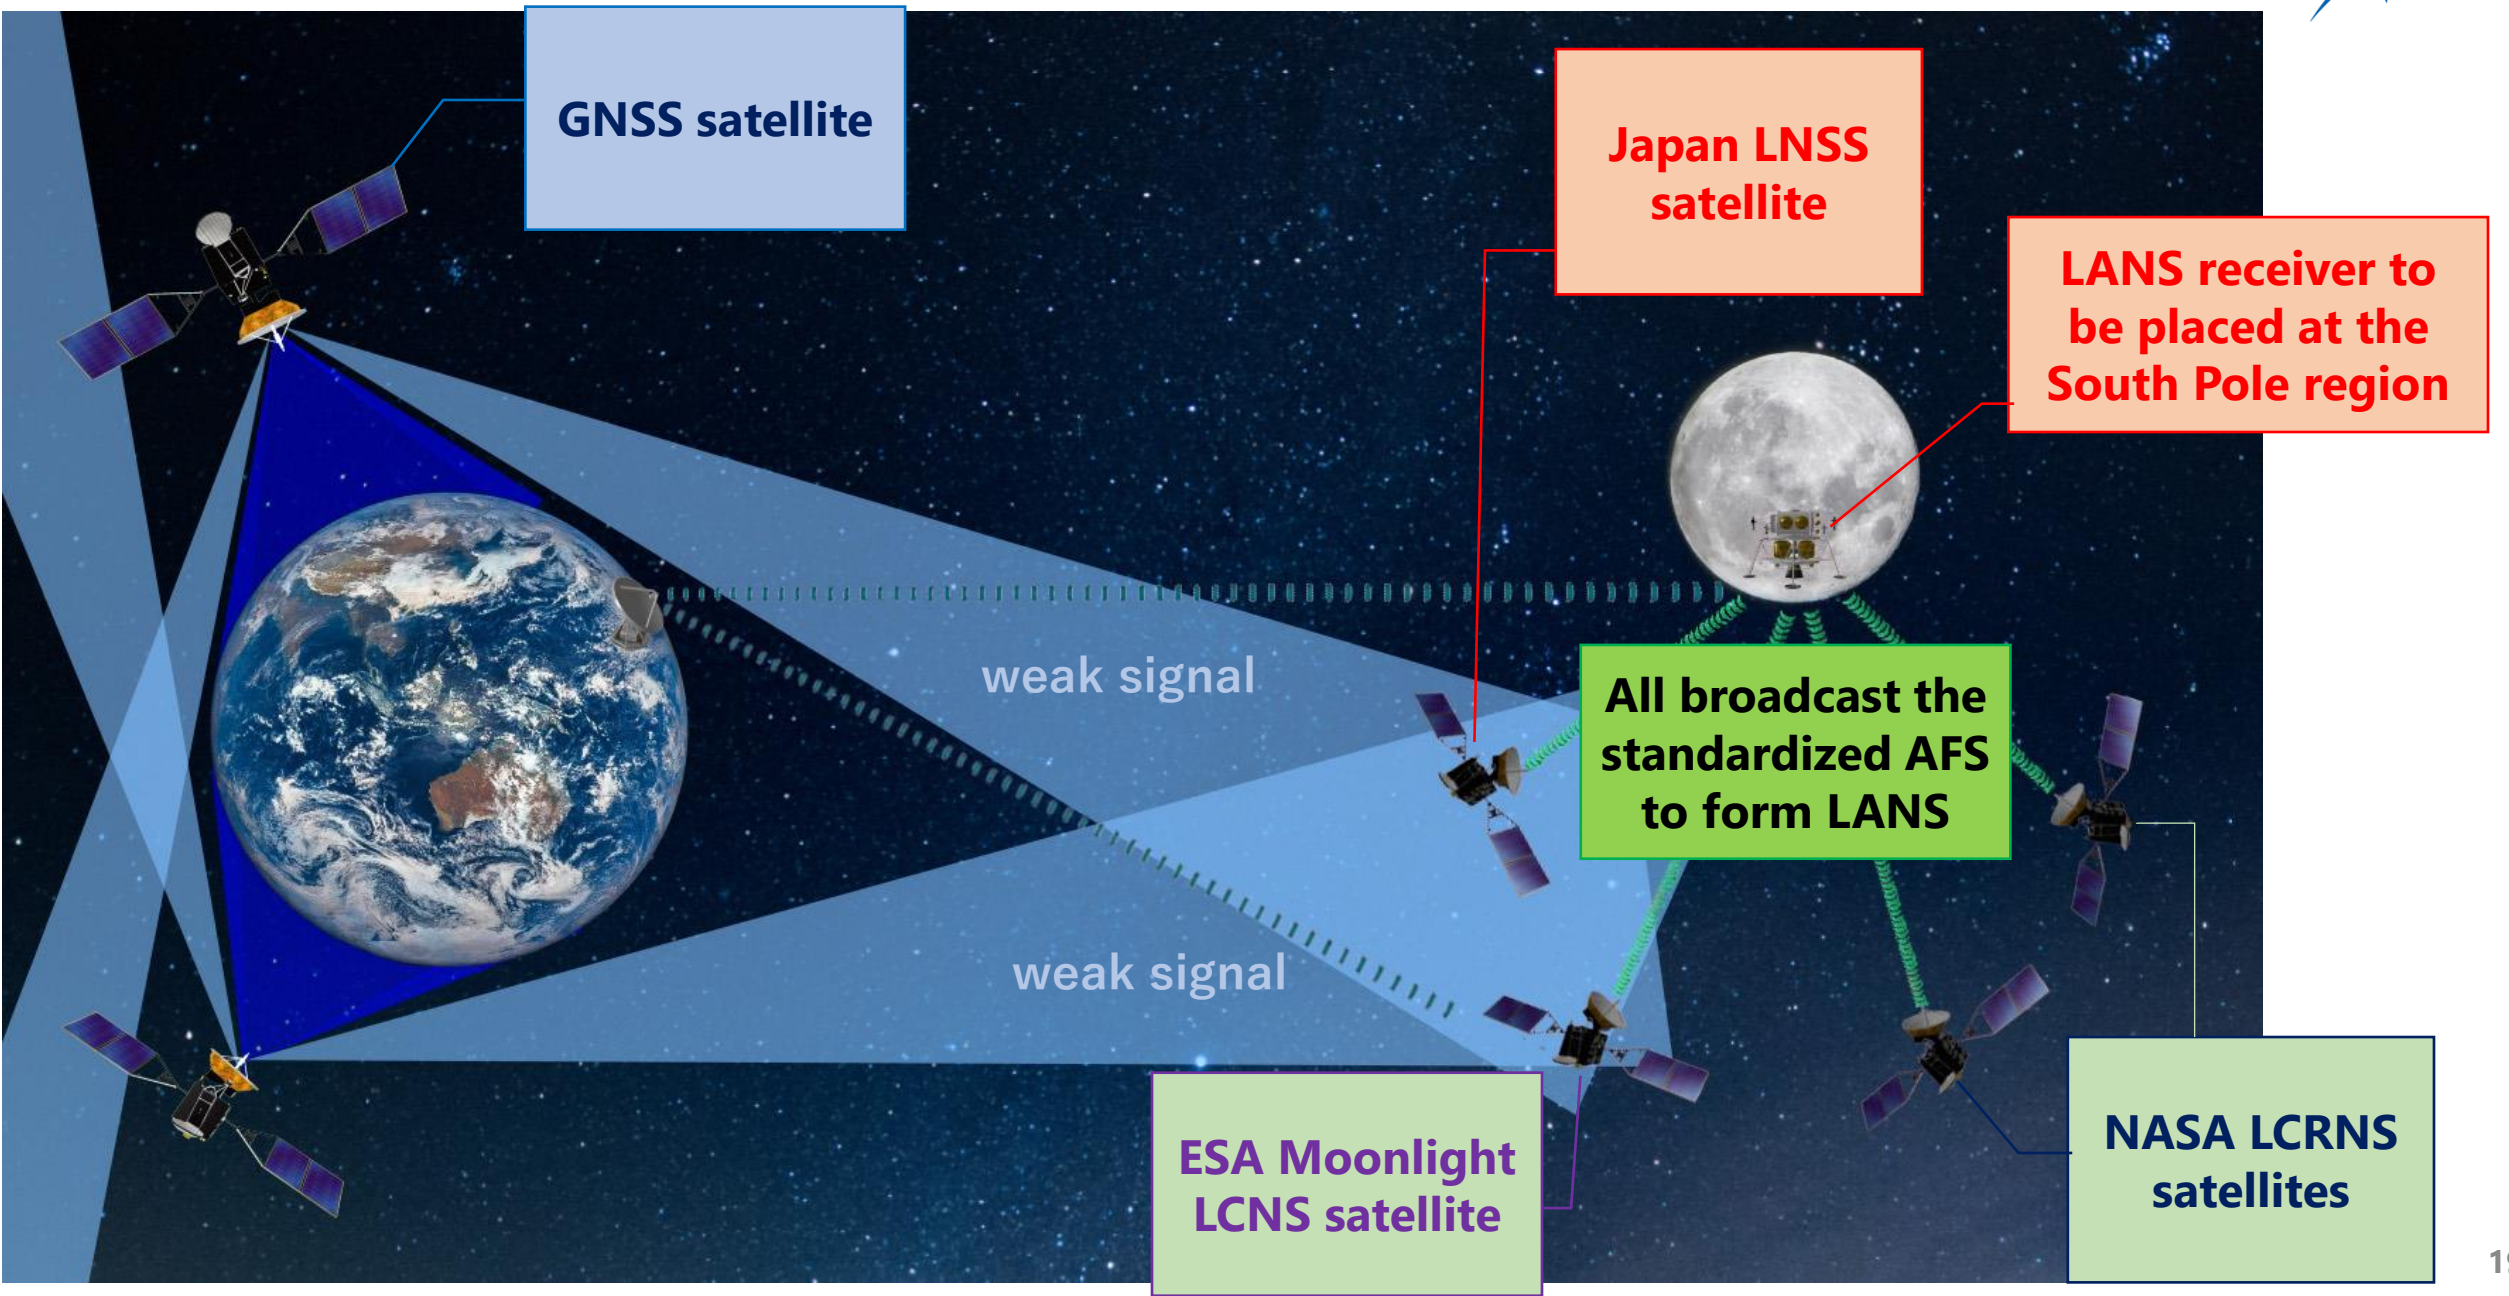 GNSS satellite
Japan LNSS
satellite
LANS receiver to
be placed at the
South Pole region
weak signal
All broadcast the
standardized AFS
to form LANS
weak signal
ESA Moonlight
LCNS satellite
NASA LCRNS
satellites